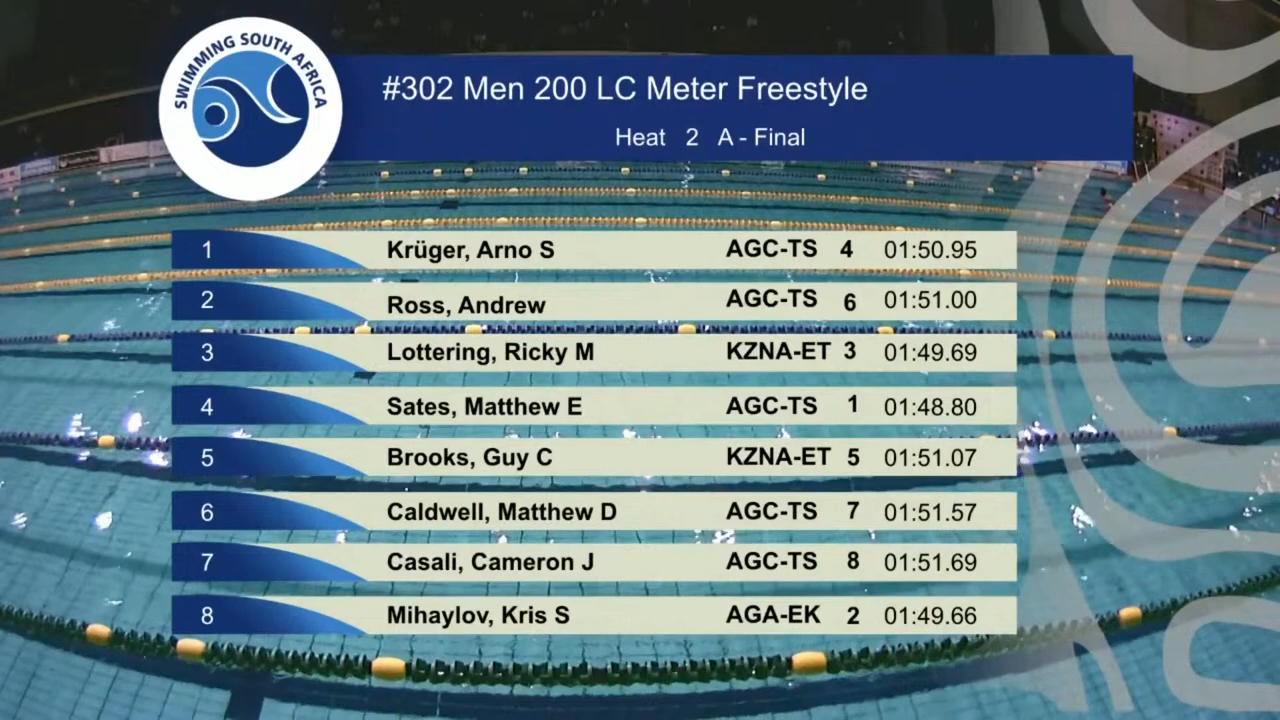 SWIMMING SOUTH AFRICA
#302 Men 200 LC Meter Freestyle
Heat 2 A - Final
1 Krüger, Arno S AGC-TS 4 01:50.95
2 Ross, Andrew AGC-TS 6 01:51.00
3 Lottering, Ricky M KZNA-ET 3 01:49.69
4 Sates, Matthew E AGC-TS 1 01:48.80
5 Brooks, Guy C KZNA-ET 5 01:51.07
6 Caldwell, Matthew D AGC-TS 7 01:51.57
7 Casali, Cameron J AGC-TS 8 01:51.69
8 Mihaylov, Kris S AGA-EK 2 01:49.66